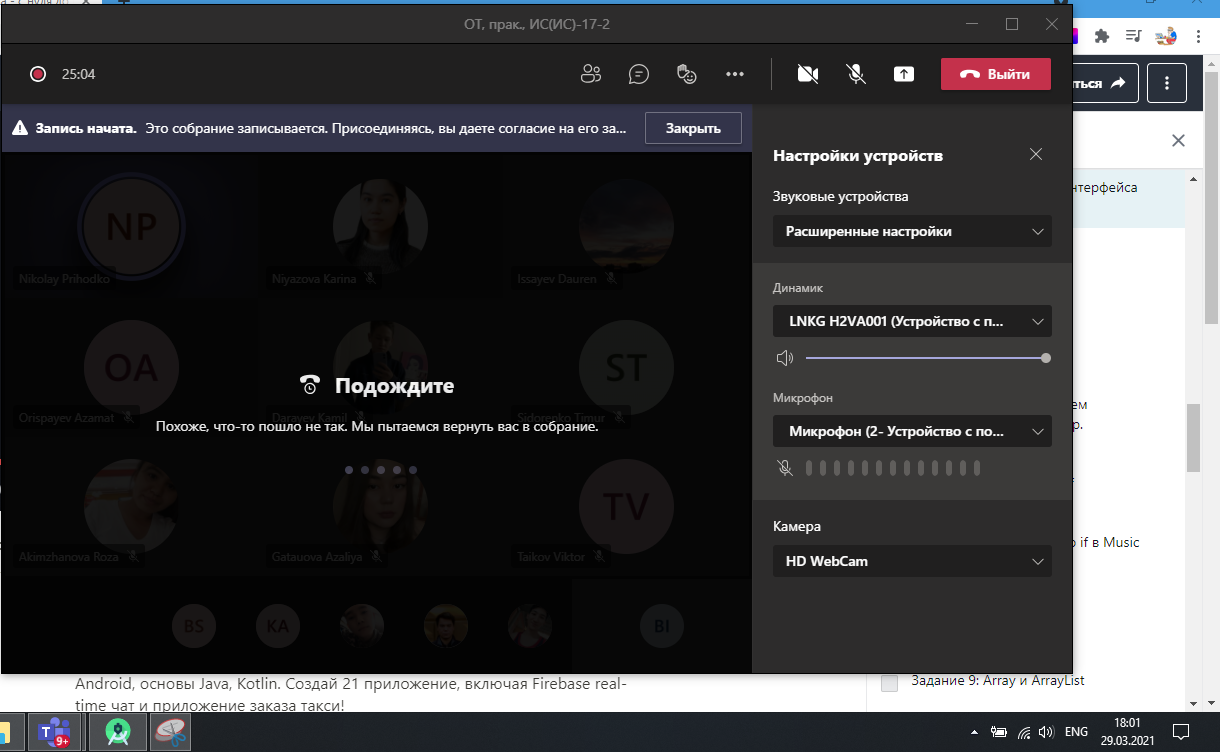 ОТ, прак., ИС(ИС)-17-2
25:04
Выйти
ться
Запись начата. Это собрание записывается. Присоединяясь, вы даете согласие на его за...
Закрыть
Настройки устройств
Звуковые устройства
Расширенные настройки
Динамик
LNKG H2VA001 (Устройство с п...
Микрофон
Микрофон (2- Устройство с по...
Камера
HD WebCam
NP
Nikolay Prihodko
Niyazova Karina
Issayev Dauren
OA
ST
Orispayev Azamat
Darayev Kamil
Sidorenko Timur
Подождите
Похоже, что-то пошло не так. Мы пытаемся вернуть вас в собрание.
TV
Akimzhanova Roza
Gatauova Azaliya
Taikov Viktor
BS
KA
BI
нтерфейса
ем
р.
if в Music
Android, основы Java, Kotlin. Создай 21 приложение, включая Firebase real-
time чат и приложение заказа такси!
Задание 9: Array и ArrayList
9+
ENG
18:01
29.03.2021